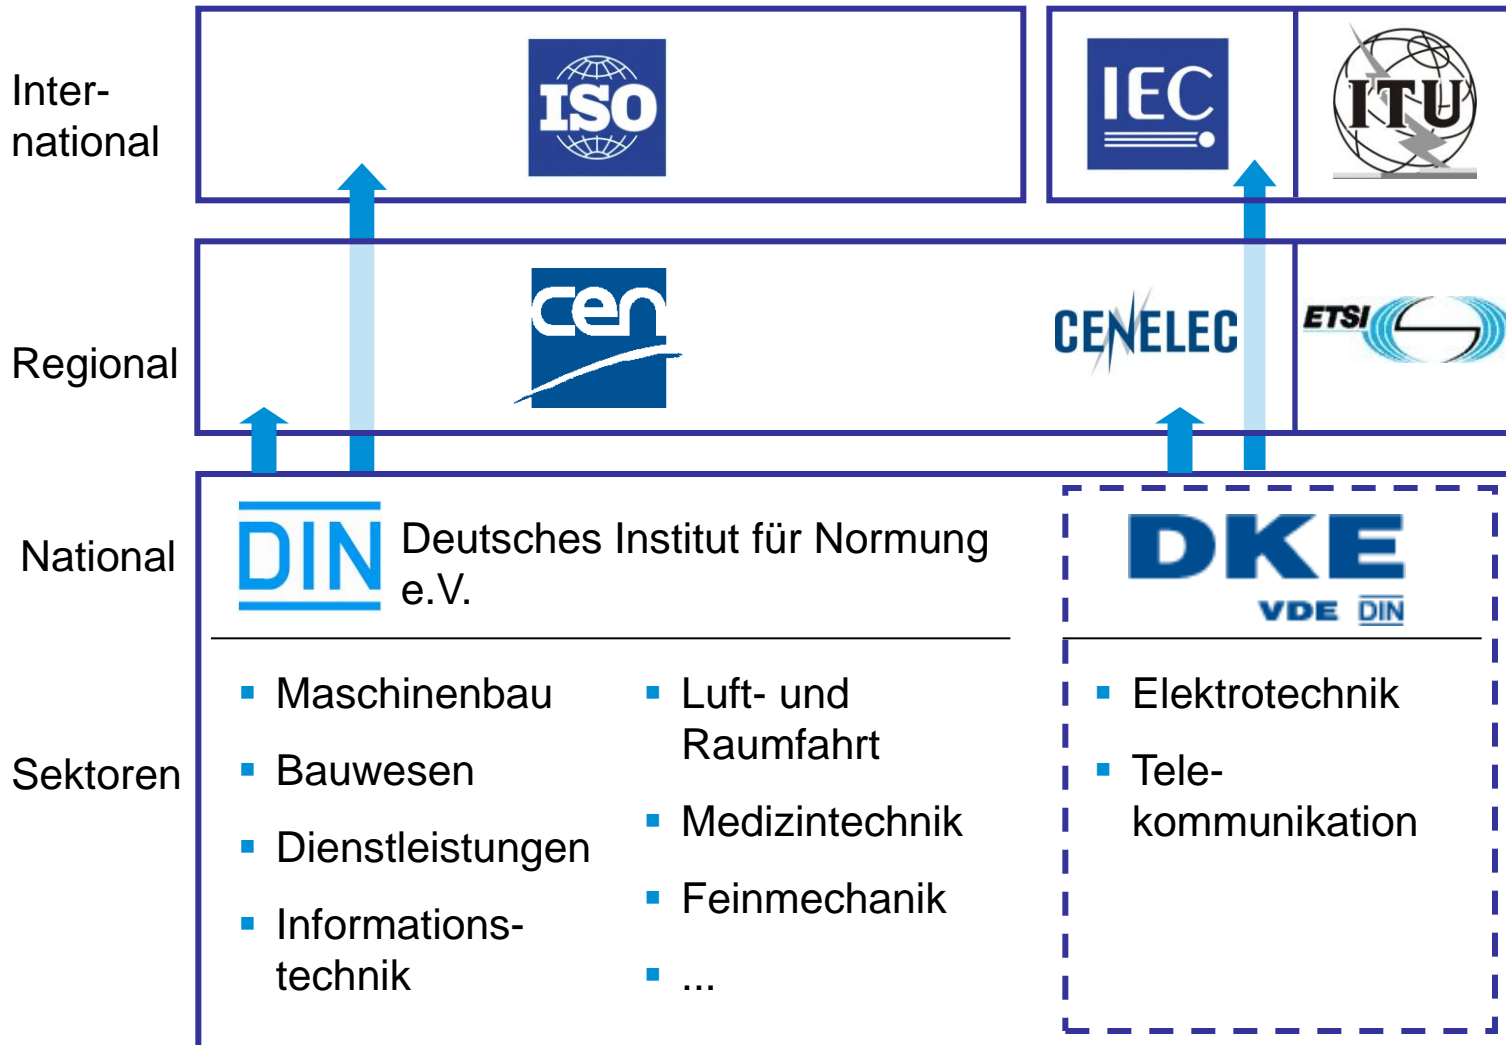 Inter-
national
ISO
IEC
ITU
Regional
cen
CENELEC
ETSI
National
DIN
Deutsches Institut für Normung
e.V.
DKE
VDE DIN
Sektoren
Maschinenbau
Bauwesen
Dienstleistungen
Informations-
technik
Luft- und
Raumfahrt
Medizintechnik
Feinmechanik
...
Elektrotechnik
Tele-
kommunikation